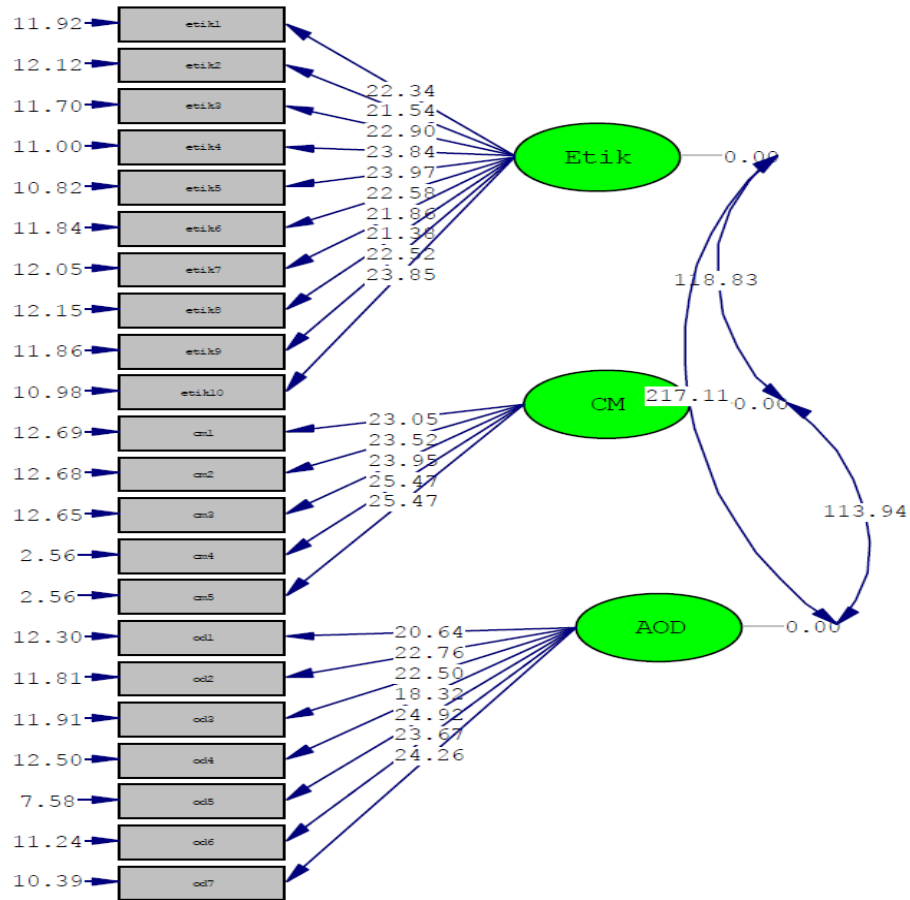 11.92 etik1
12.12 etik2
11.70 etik3
11.00 etik4
10.82 etik5
11.84 etik6
12.05 etik7
12.15 etik8
11.86 etik9
10.98 etik10
12.69 cm1
12.68 cm2
12.65 cm3
2.56 cm4
2.56 cm5
12.30 od1
11.81 od2
11.91 od3
12.50 od4
7.58 od5
11.24 od6
10.39 od7
22.34
21.54
22.90
23.84
23.97
22.58
21.86
21.38
22.52
23.85
23.05
23.52
23.95
25.47
25.47
20.64
22.76
22.50
18.32
24.92
23.67
24.26
Etik 0.00
CM 0.00
AOD 0.00
118.83
217.11
113.94